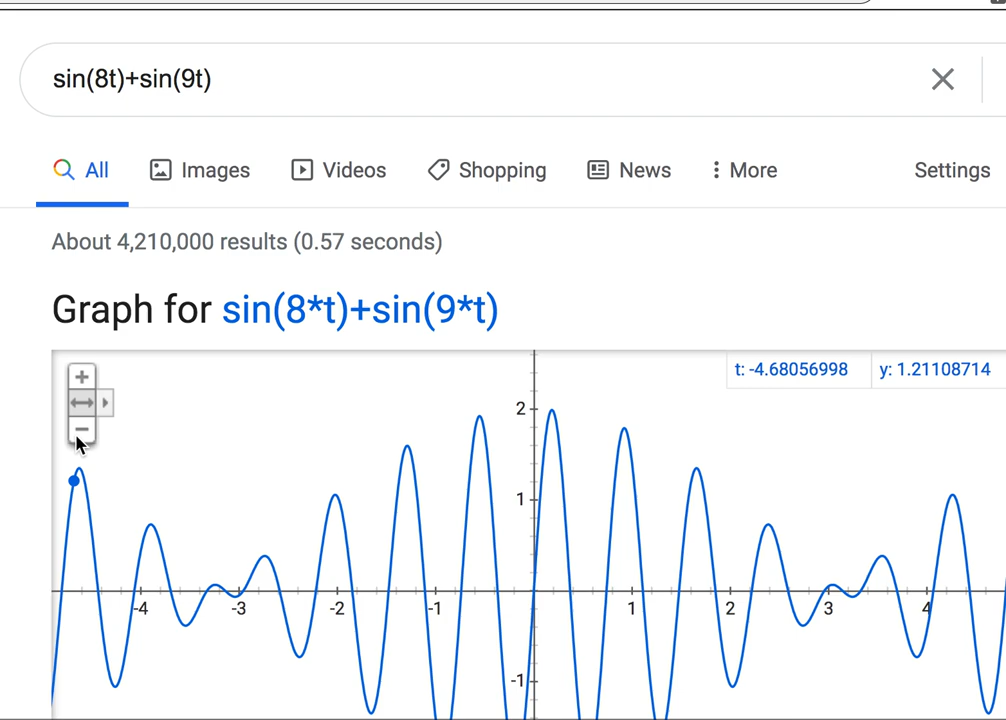 sin(8t)+sin(9t)
All Images Videos Shopping News More Settings
About 4,210,000 results (0.57 seconds)
Graph for sin(8*t)+sin(9*t)
t: -4.68056998 y: 1.21108714
2
1
-4 -3 -2 -1 1 2 3 4
-1